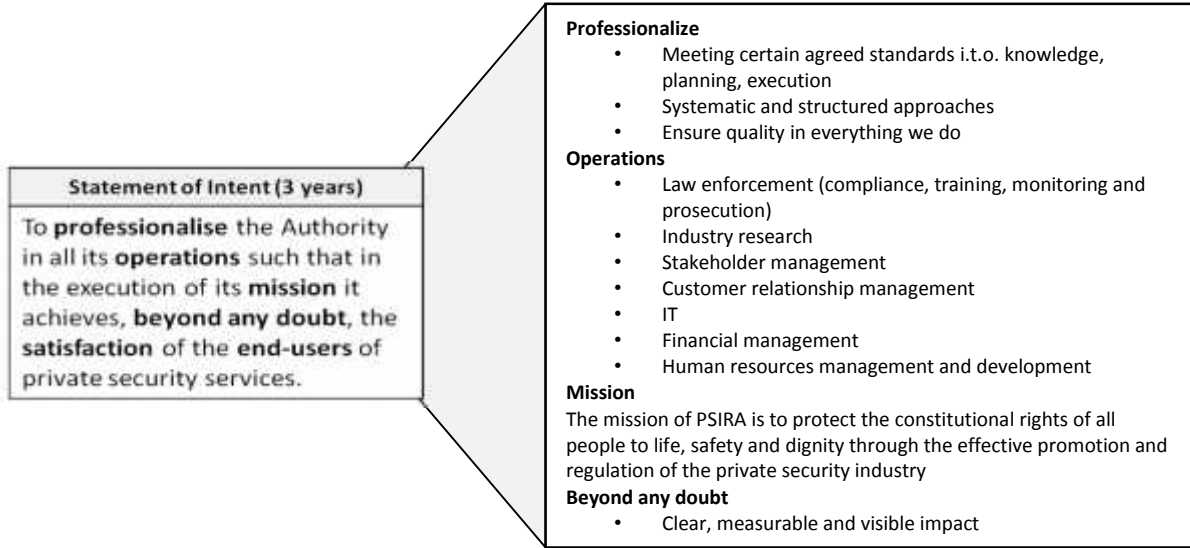 Statement of Intent (3 years)
To professionalise the Authority
in all its operations such that in
the execution of its mission it
achieves, beyond any doubt, the
satisfaction of the end-users of
private security services.
Professionalize
• Meeting certain agreed standards i.t.o. knowledge,
planning, execution
• Systematic and structured approaches
• Ensure quality in everything we do
Operations
• Law enforcement (compliance, training, monitoring and
prosecution)
• Industry research
• Stakeholder management
• Customer relationship management
• IT
• Financial management
• Human resources management and development
Mission
The mission of PSIRA is to protect the constitutional rights of all
people to life, safety and dignity through the effective promotion and
regulation of the private security industry
Beyond any doubt
• Clear, measurable and visible impact